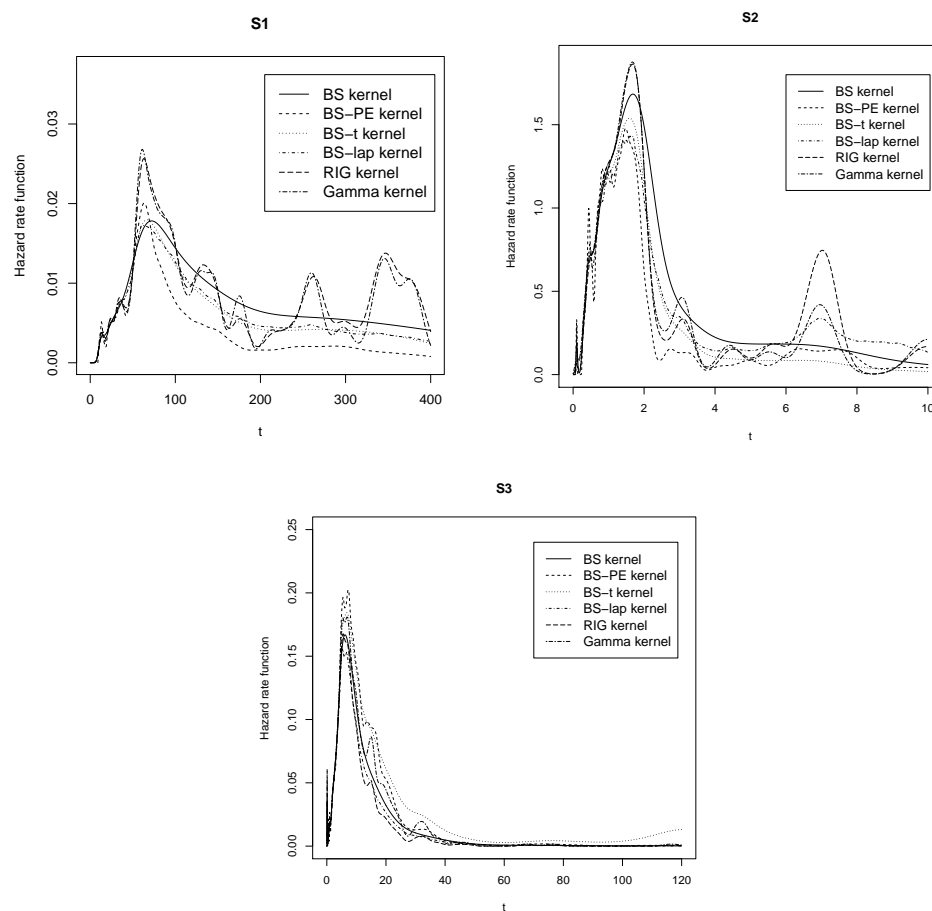 S1
Hazard rate function
0.00
0.01
0.02
0.03
0
100
200
300
400
t
BS kernel
BS−PE kernel
BS−t kernel
BS−lap kernel
RIG kernel
Gamma kernel
S2
Hazard rate function
0.0
0.5
1.0
1.5
0
2
4
6
8
10
t
BS kernel
BS−PE kernel
BS−t kernel
BS−lap kernel
RIG kernel
Gamma kernel
S3
Hazard rate function
0.00
0.05
0.10
0.15
0.20
0.25
0
20
40
60
80
100
120
t
BS kernel
BS−PE kernel
BS−t kernel
BS−lap kernel
RIG kernel
Gamma kernel